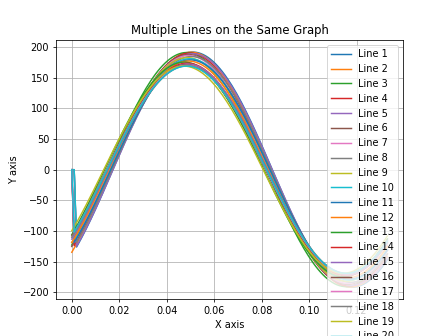 Multiple Lines on the Same Graph
200
150
100
50
0
−50
−100
−150
−200
Y axis
0.00
0.02
0.04
0.06
0.08
0.10
0.12
X axis
Line 1
Line 2
Line 3
Line 4
Line 5
Line 6
Line 7
Line 8
Line 9
Line 10
Line 11
Line 12
Line 13
Line 14
Line 15
Line 16
Line 17
Line 18
Line 19
Line 20